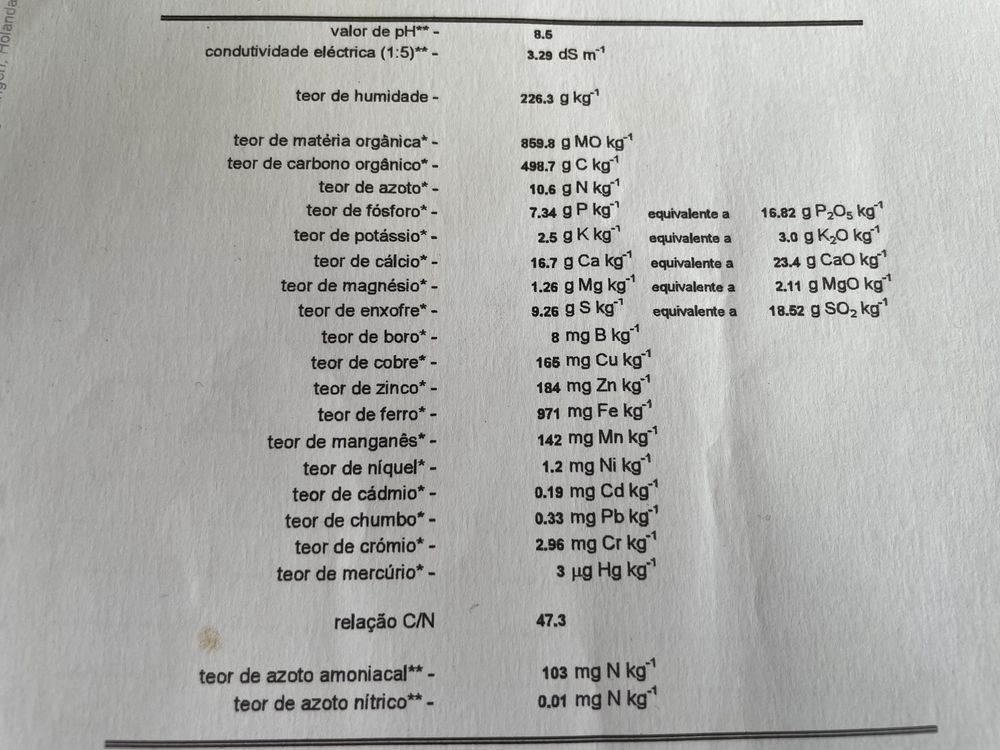 valor de pH** - 8.5
condutividade eléctrica (1:5)** - 3.29 dS m⁻¹
teor de humidade - 226.3 g kg⁻¹
teor de matéria orgânica* - 859.8 g MO kg⁻¹
teor de carbono orgânico* - 498.7 g C kg⁻¹
teor de azoto* - 10.6 g N kg⁻¹
teor de fósforo* - 7.34 g P kg⁻¹ equivalente a 16.82 g P₂O₅ kg⁻¹
teor de potássio* - 2.5 g K kg⁻¹ equivalente a 3.0 g K₂O kg⁻¹
teor de cálcio* - 16.7 g Ca kg⁻¹ equivalente a 23.4 g CaO kg⁻¹
teor de magnésio* - 1.26 g Mg kg⁻¹ equivalente a 2.11 g MgO kg⁻¹
teor de enxofre* - 9.26 g S kg⁻¹ equivalente a 18.52 g SO₂ kg⁻¹
teor de boro* - 8 mg B kg⁻¹
teor de cobre* - 165 mg Cu kg⁻¹
teor de zinco* - 184 mg Zn kg⁻¹
teor de ferro* - 971 mg Fe kg⁻¹
teor de manganês* - 142 mg Mn kg⁻¹
teor de níquel* - 1.2 mg Ni kg⁻¹
teor de cádmio* - 0.19 mg Cd kg⁻¹
teor de chumbo* - 0.33 mg Pb kg⁻¹
teor de crómio* - 2.96 mg Cr kg⁻¹
teor de mercúrio* - 3 µg Hg kg⁻¹
relação C/N 47.3
teor de azoto amoniacal** - 103 mg N kg⁻¹
teor de azoto nítrico** - 0.01 mg N kg⁻¹
Holanda